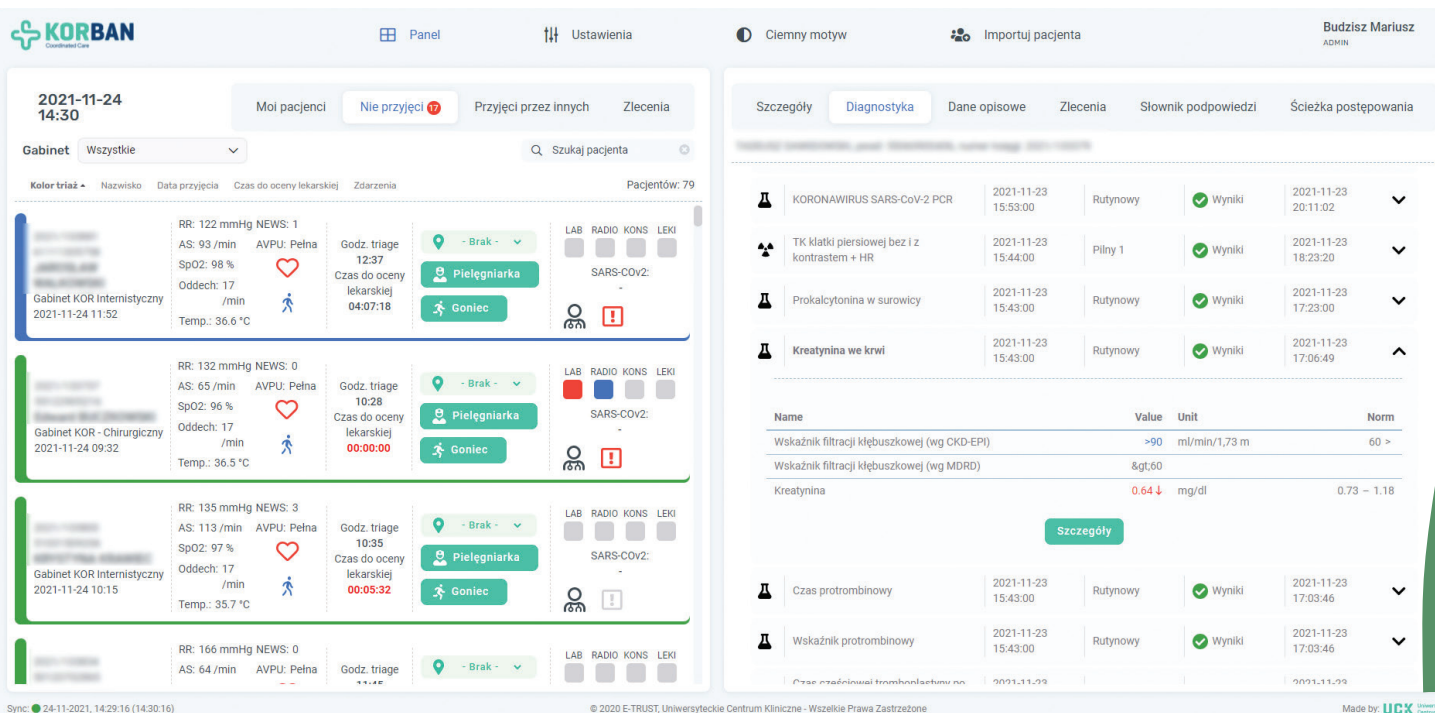 KORBAN
Coordinated Care
Panel
Ustawienia
Ciemny motyw
Importuj pacjenta
Budzisz Mariusz
ADMIN
2021-11-24
14:30
Moi pacjenci
Nie przyjęci 17
Przyjęci przez innych
Zlecenia
Gabinet
Wszystkie
Szukaj pacjenta
Kolor triaż
Nazwisko
Data przyjęcia
Czas do oceny lekarskiej
Zdarzenia
Pacjentów: 79
Gabinet KOR Internistyczny
2021-11-24 11:52
RR: 122 mmHg NEWS: 1
AS: 93 /min AVPU: Pełna
SpO2: 98 %
Oddech: 17
/min
Temp.: 36.6 °C
Godz. triage
12:37
Czas do oceny
lekarskiej
04:07:18
- Brak -
Pielęgniarka
Goniec
LAB RADIO KONS LEKI
SARS-COv2:
-
Gabinet KOR - Chirurgiczny
2021-11-24 09:32
RR: 132 mmHg NEWS: 0
AS: 65 /min AVPU: Pełna
SpO2: 96 %
Oddech: 17
/min
Temp.: 36.5 °C
Godz. triage
10:28
Czas do oceny
lekarskiej
00:00:00
- Brak -
Pielęgniarka
Goniec
LAB RADIO KONS LEKI
SARS-COv2:
-
Gabinet KOR Internistyczny
2021-11-24 10:15
RR: 135 mmHg NEWS: 3
AS: 113 /min AVPU: Pełna
SpO2: 97 %
Oddech: 17
/min
Temp.: 35.7 °C
Godz. triage
10:35
Czas do oceny
lekarskiej
00:05:32
- Brak -
Pielęgniarka
Goniec
LAB RADIO KONS LEKI
SARS-COv2:
-
RR: 166 mmHg NEWS: 0
AS: 64 /min AVPU: Pełna
Godz. triage
- Brak -
LAB RADIO KONS LEKI
Szczegóły
Diagnostyka
Dane opisowe
Zlecenia
Słownik podpowiedzi
Ścieżka postępowania
KORONAWIRUS SARS-CoV-2 PCR
2021-11-23
15:53:00
Rutynowy
Wyniki
2021-11-23
20:11:02
TK klatki piersiowej bez i z
kontrastem + HR
2021-11-23
15:44:00
Pilny 1
Wyniki
2021-11-23
18:23:20
Prokalcytonina w surowicy
2021-11-23
15:43:00
Rutynowy
Wyniki
2021-11-23
17:23:00
Kreatynina we krwi
2021-11-23
15:43:00
Rutynowy
Wyniki
2021-11-23
17:06:49
Name Value Unit Norm
Wskaźnik filtracji kłębuszkowej (wg CKD-EPI) >90 ml/min/1,73 m 60 >
Wskaźnik filtracji kłębuszkowej (wg MDRD) &gt;60
Kreatynina 0.64↓ mg/dl 0.73 – 1.18
Szczegóły
Czas protrombinowy
2021-11-23
15:43:00
Rutynowy
Wyniki
2021-11-23
17:03:46
Wskaźnik protrombinowy
2021-11-23
15:43:00
Rutynowy
Wyniki
2021-11-23
17:03:46
Czas częściowej tromboplastyny po
2021-11-23
2021-11-23
Sync: 24-11-2021, 14:29:16 (14:30:16)
© 2020 E-TRUST, Uniwersyteckie Centrum Kliniczne - Wszelkie Prawa Zastrzeżone
Made by: UCK